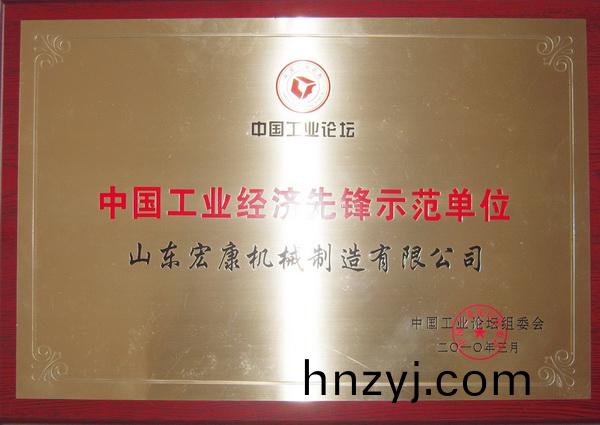 中国工业论坛
中国工业经济先锋示范单位
山东宏康机械制造有限公司
中国工业论坛组委会
二〇一〇年三月
hnzyj.com